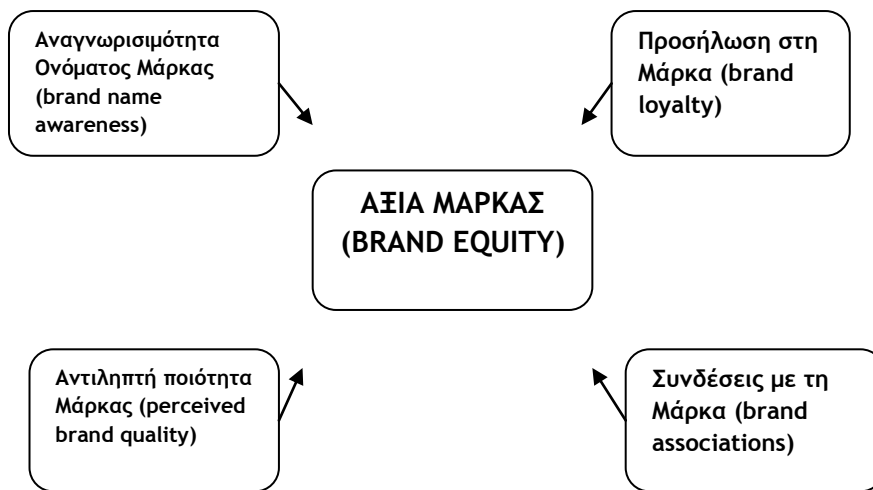 Αναγνωρισιμότητα
Ονόματος Μάρκας
(brand name
awareness)
Προσήλωση στη
Μάρκα (brand
loyalty)
ΑΞΙΑ ΜΑΡΚΑΣ
(BRAND EQUITY)
Αντιληπτή ποιότητα
Μάρκας (perceived
brand quality)
Συνδέσεις με τη
Μάρκα (brand
associations)